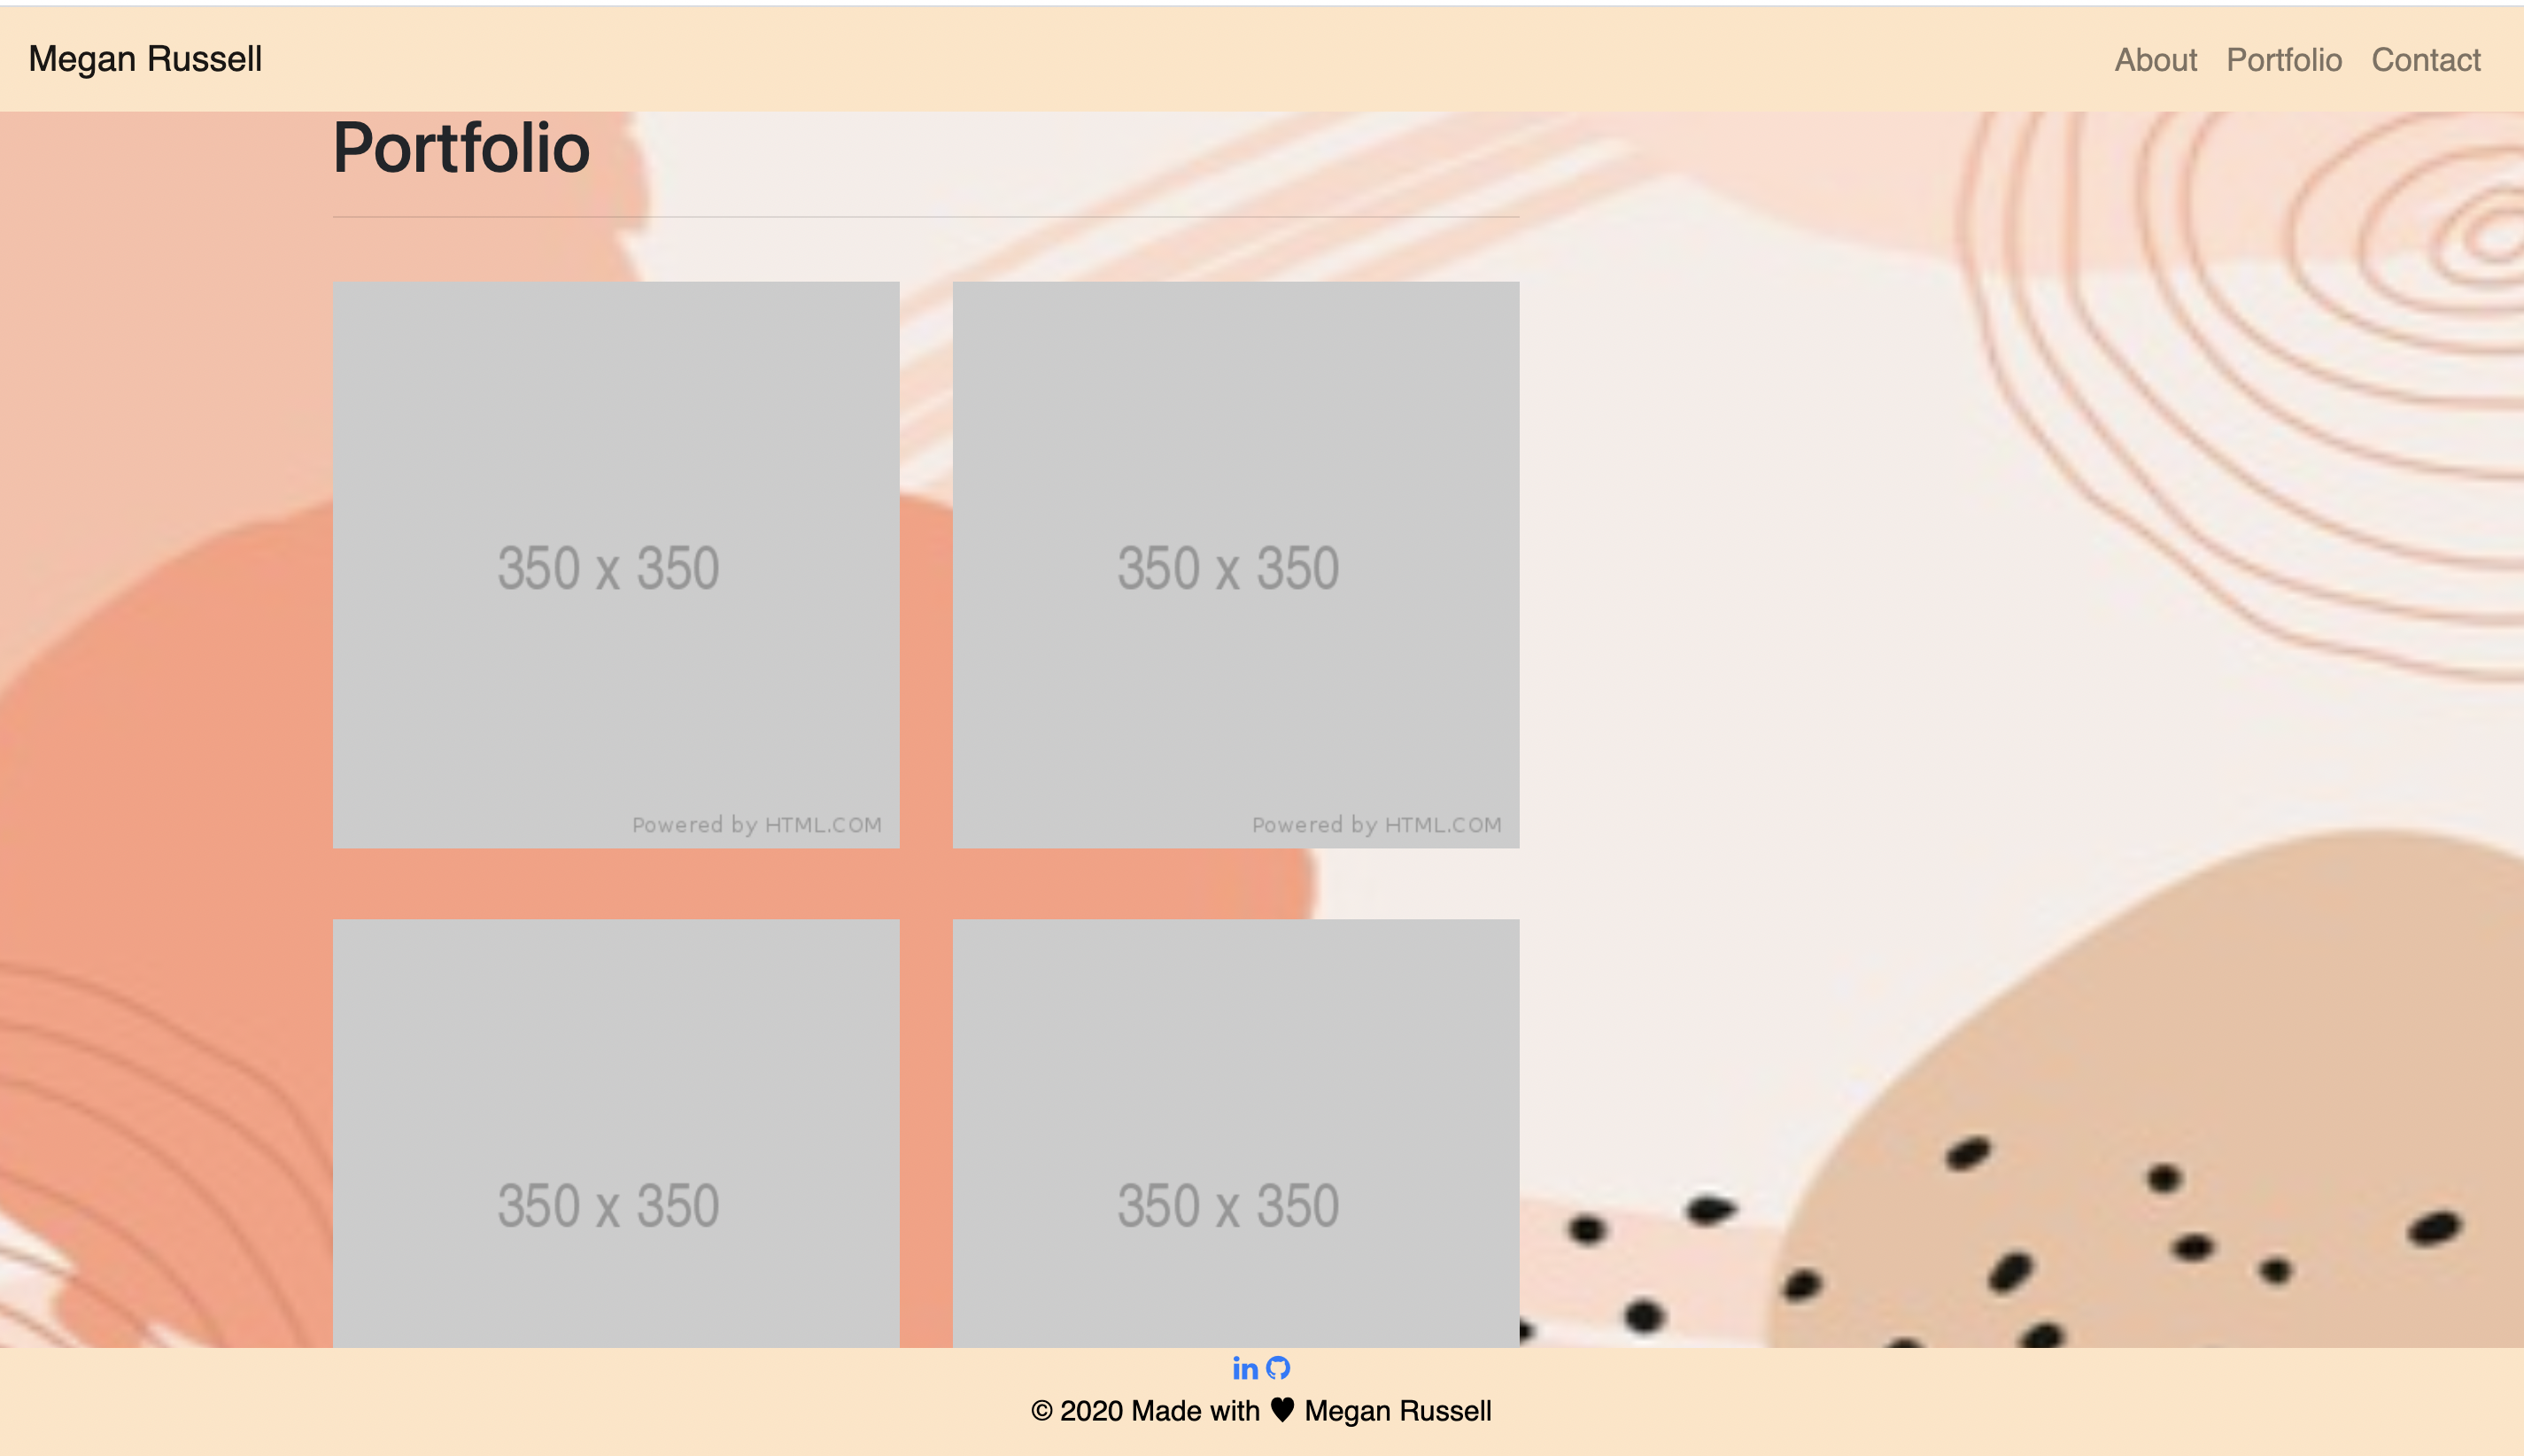 Megan Russell
About Portfolio Contact
Portfolio
350 x 350 350 x 350
Powered by HTML.COM Powered by HTML.COM
350 x 350 350 x 350
in
© 2020 Made with ♥ Megan Russell